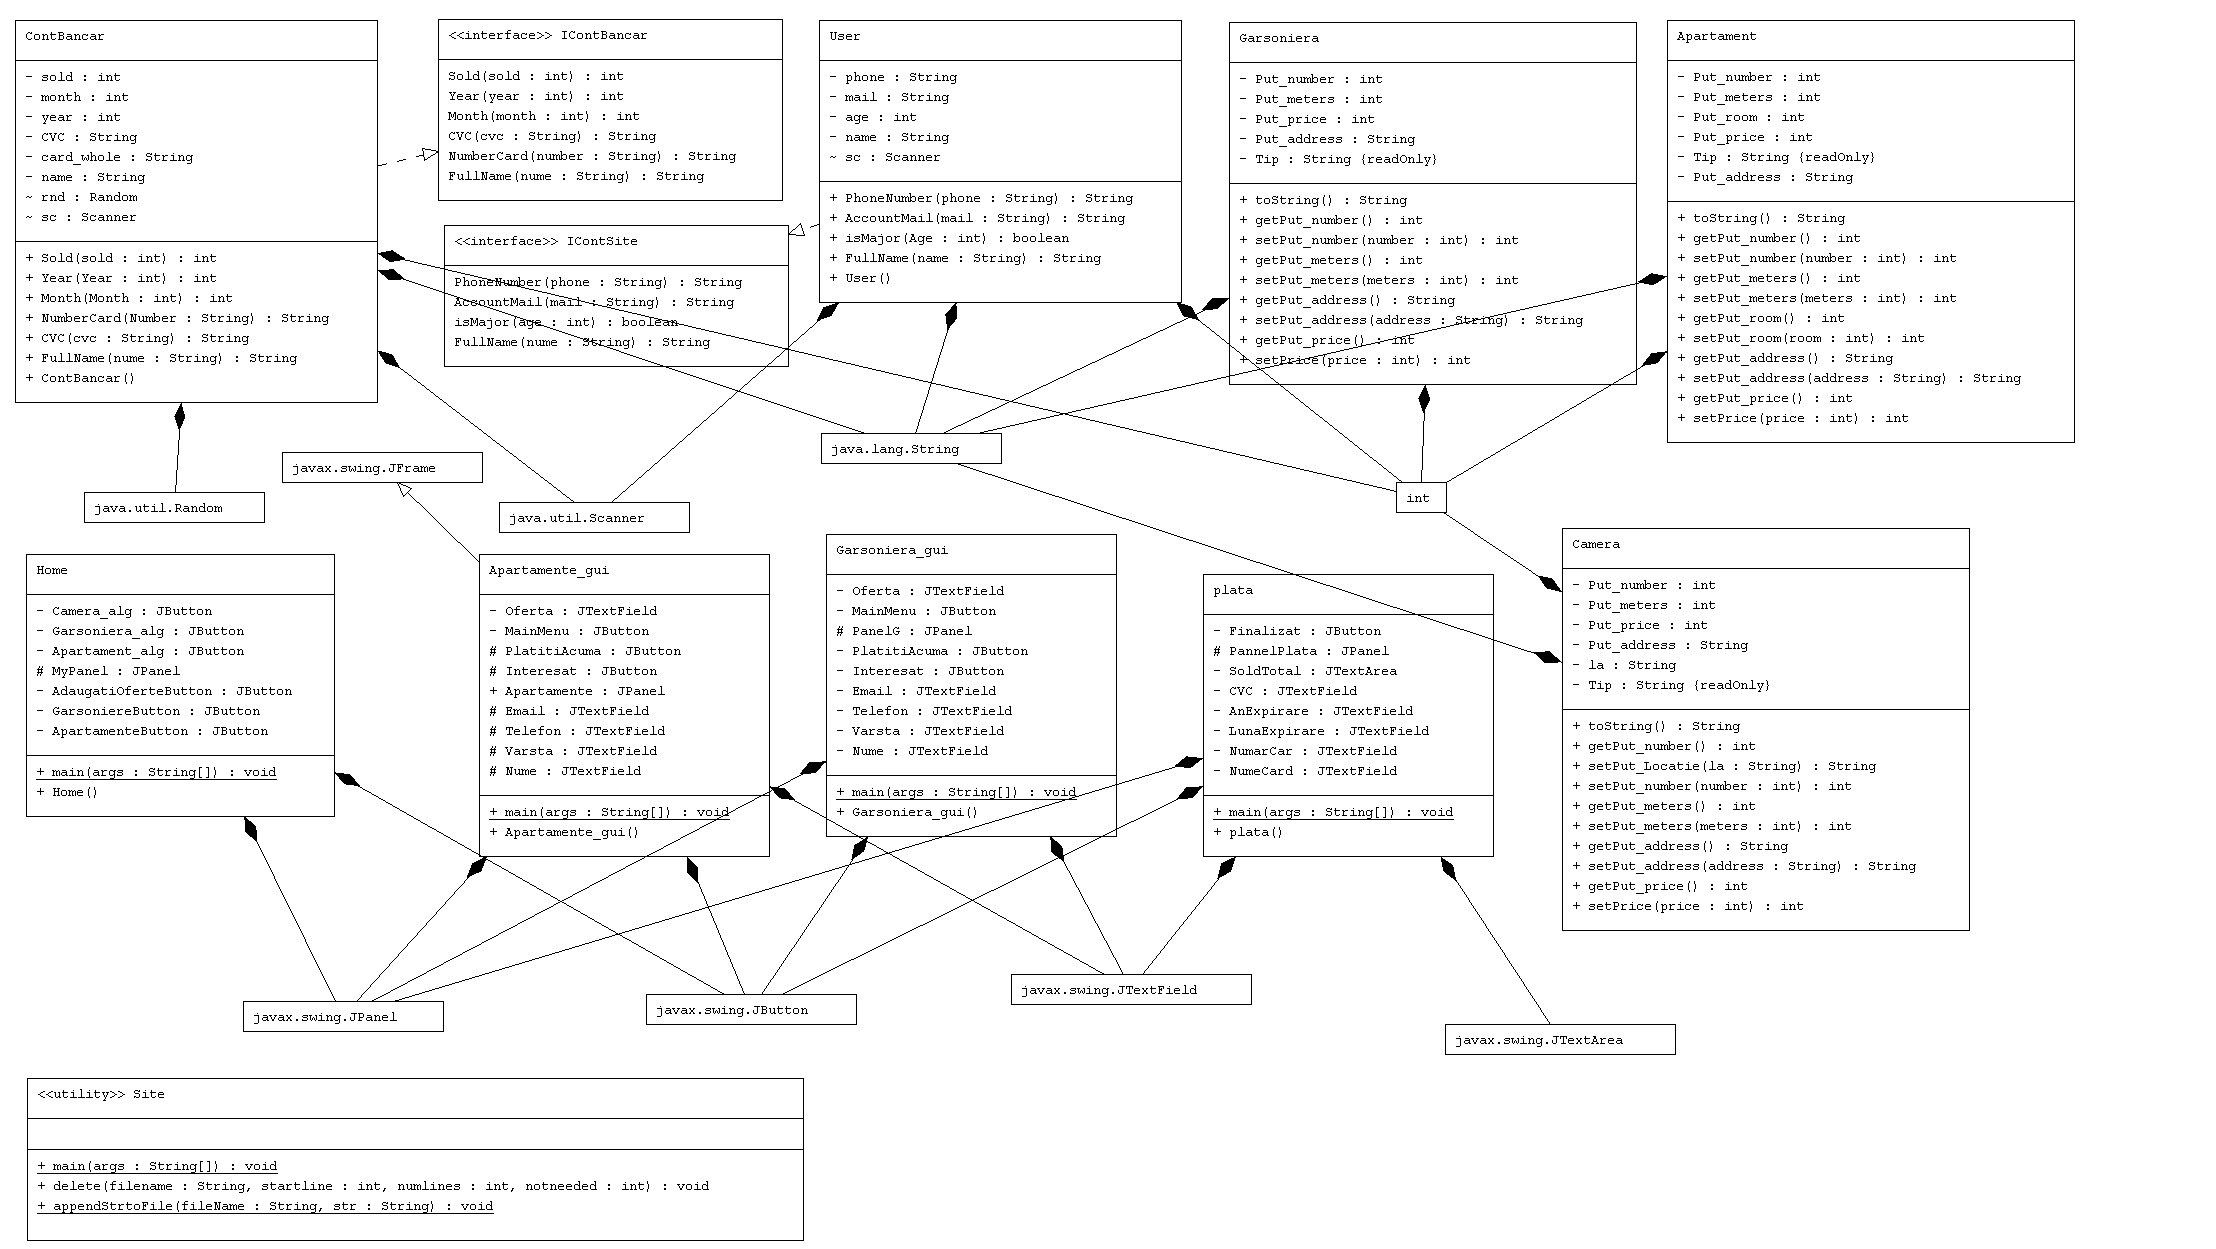 ContBancar
- sold : int
- month : int
- year : int
- CVC : String
- card_whole : String
- name : String
~ rnd : Random
~ sc : Scanner
+ Sold(sold : int) : int
+ Year(Year : int) : int
+ Month(Month : int) : int
+ NumberCard(Number : String) : String
+ CVC(cvc : String) : String
+ FullName(nume : String) : String
+ ContBancar()
<<interface>> IContBancar
Sold(sold : int) : int
Year(year : int) : int
Month(month : int) : int
CVC(cvc : String) : String
NumberCard(number : String) : String
FullName(nume : String) : String
<<interface>> IContSite
PhoneNumber(phone : String) : String
AccountMail(mail : String) : String
isMajor(age : int) : boolean
FullName(nume : String) : String
User
- phone : String
- mail : String
- age : int
- name : String
~ sc : Scanner
+ PhoneNumber(phone : String) : String
+ AccountMail(mail : String) : String
+ isMajor(Age : int) : boolean
+ FullName(name : String) : String
+ User()
Garsoniera
- Put_number : int
- Put_meters : int
- Put_price : int
- Put_address : String
- Tip : String {readOnly}
+ toString() : String
+ getPut_number() : int
+ setPut_number(number : int) : int
+ getPut_meters() : int
+ setPut_meters(meters : int) : int
+ getPut_address() : String
+ setPut_address(address : String) : String
+ getPut_price() : int
+ setPrice(price : int) : int
Apartament
- Put_number : int
- Put_meters : int
- Put_room : int
- Put_price : int
- Tip : String {readOnly}
- Put_address : String
+ toString() : String
+ getPut_number() : int
+ setPut_number(number : int) : int
+ getPut_meters() : int
+ setPut_meters(meters : int) : int
+ getPut_room() : int
+ setPut_room(room : int) : int
+ getPut_address() : String
+ setPut_address(address : String) : String
+ getPut_price() : int
+ setPrice(price : int) : int
java.lang.String
javax.swing.JFrame
java.util.Random
java.util.Scanner
int
Home
- Camera_alg : JButton
- Garsoniera_alg : JButton
- Apartament_alg : JButton
# MyPanel : JPanel
- AdaugatiOferteButton : JButton
- GarsoniereButton : JButton
- ApartamenteButton : JButton
+ main(args : String[]) : void
+ Home()
Apartamente_gui
- Oferta : JTextField
- MainMenu : JButton
# PlatitiAcuma : JButton
# Interesat : JButton
+ Apartamente : JPanel
# Email : JTextField
# Telefon : JTextField
# Varsta : JTextField
# Nume : JTextField
+ main(args : String[]) : void
+ Apartamente_gui()
Garsoniera_gui
- Oferta : JTextField
- MainMenu : JButton
# PanelG : JPanel
- PlatitiAcuma : JButton
- Interesat : JButton
- Email : JTextField
- Telefon : JTextField
- Varsta : JTextField
- Nume : JTextField
+ main(args : String[]) : void
+ Garsoniera_gui()
plata
- Finalizat : JButton
# PannelPlata : JPanel
- SoldTotal : JTextArea
- CVC : JTextField
- AnExpirare : JTextField
- LunaExpirare : JTextField
- NumarCar : JTextField
- NumeCard : JTextField
+ main(args : String[]) : void
+ plata()
Camera
- Put_number : int
- Put_meters : int
- Put_price : int
- Put_address : String
- la : String
- Tip : String {readOnly}
+ toString() : String
+ getPut_number() : int
+ setPut_Locatie(la : String) : String
+ setPut_number(number : int) : int
+ getPut_meters() : int
+ setPut_meters(meters : int) : int
+ getPut_address() : String
+ setPut_address(address : String) : String
+ getPut_price() : int
+ setPrice(price : int) : int
javax.swing.JPanel
javax.swing.JButton
javax.swing.JTextField
javax.swing.JTextArea
<<utility>> Site
+ main(args : String[]) : void
+ delete(filename : String, startline : int, numlines : int, notneeded : int) : void
+ appendStrtoFile(fileName : String, str : String) : void